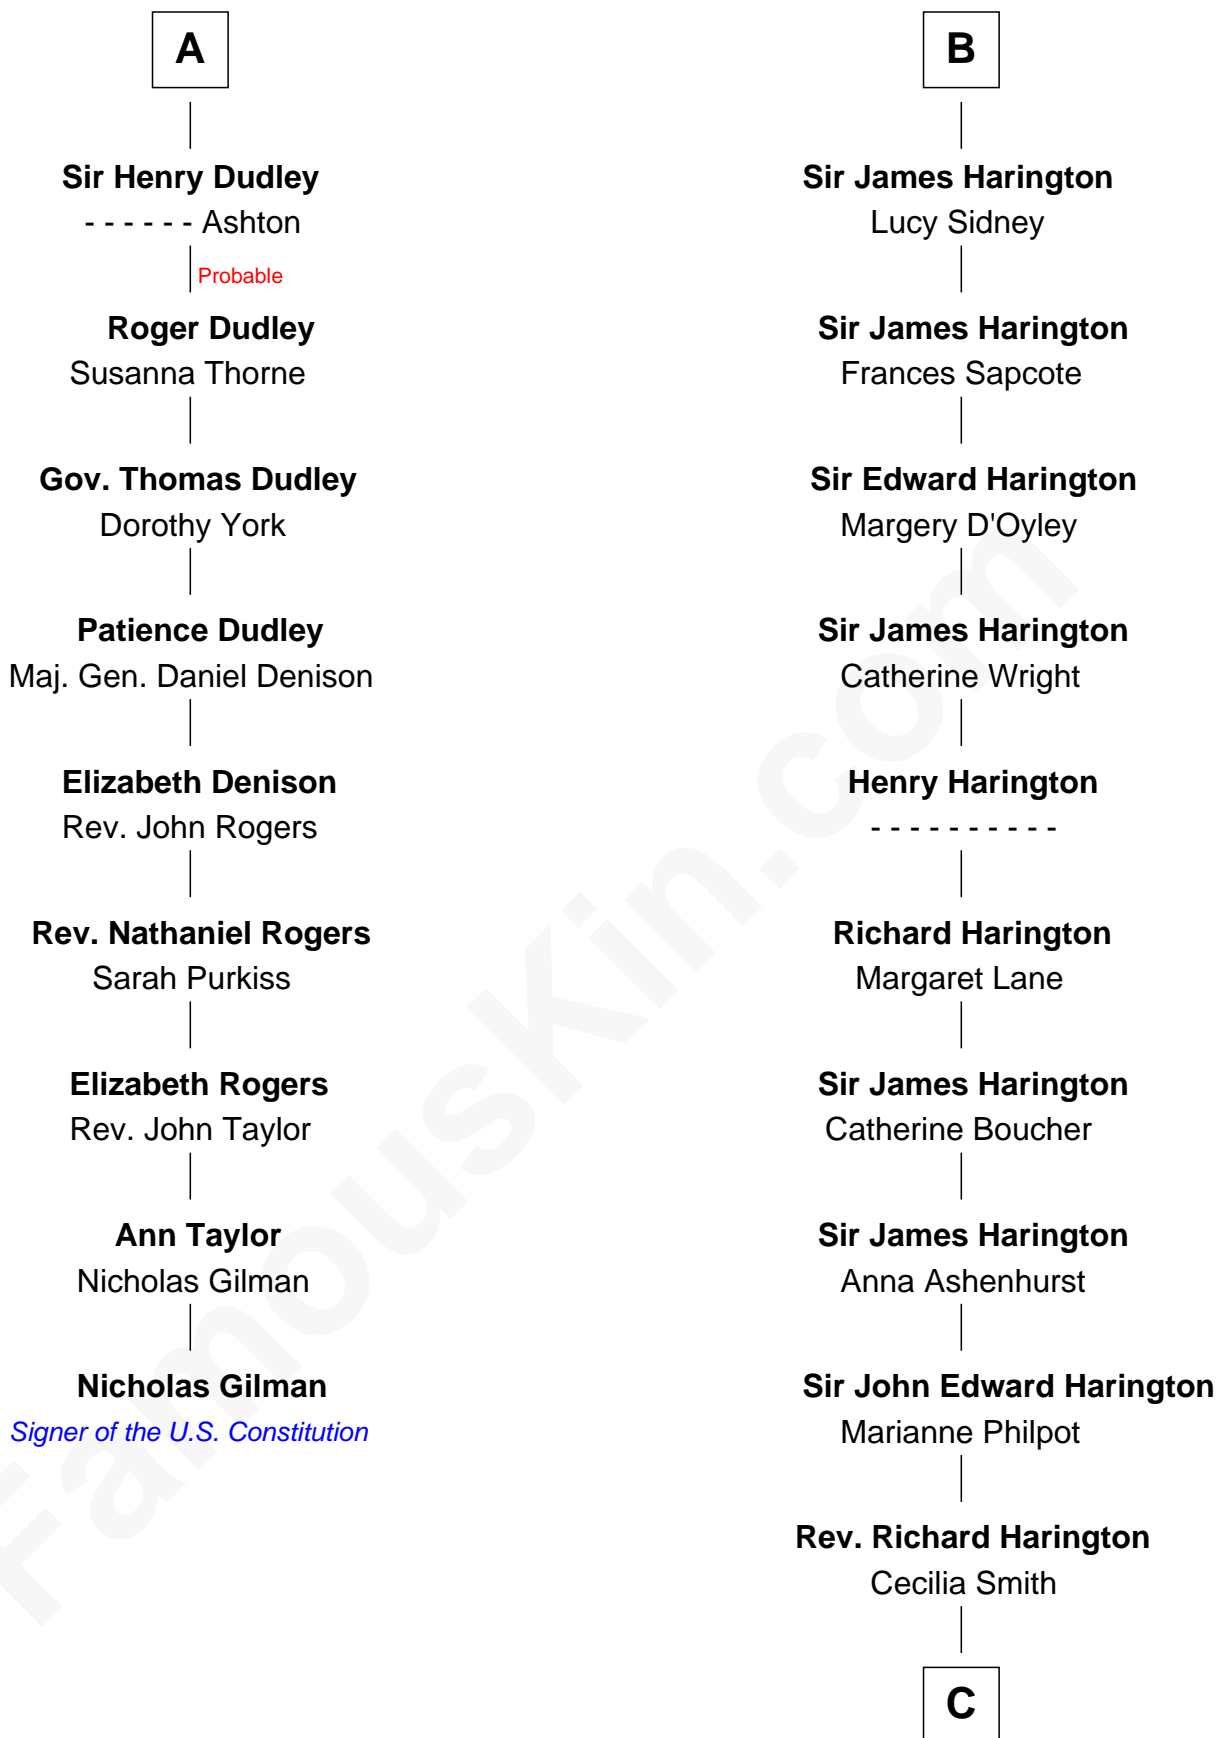 A
Sir Henry Dudley
- - - - - - Ashton
Probable
Roger Dudley
Susanna Thorne
Gov. Thomas Dudley
Dorothy York
Patience Dudley
Maj. Gen. Daniel Denison
Elizabeth Denison
Rev. John Rogers
Rev. Nathaniel Rogers
Sarah Purkiss
Elizabeth Rogers
Rev. John Taylor
Ann Taylor
Nicholas Gilman
Nicholas Gilman
Signer of the U.S. Constitution
B
Sir James Harington
Lucy Sidney
Sir James Harington
Frances Sapcote
Sir Edward Harington
Margery D'Oyley
Sir James Harington
Catherine Wright
Henry Harington
- - - - - - - - - -
Richard Harington
Margaret Lane
Sir James Harington
Catherine Boucher
Sir James Harington
Anna Ashenhurst
Sir John Edward Harington
Marianne Philpot
Rev. Richard Harington
Cecilia Smith
C
FamousKin.com